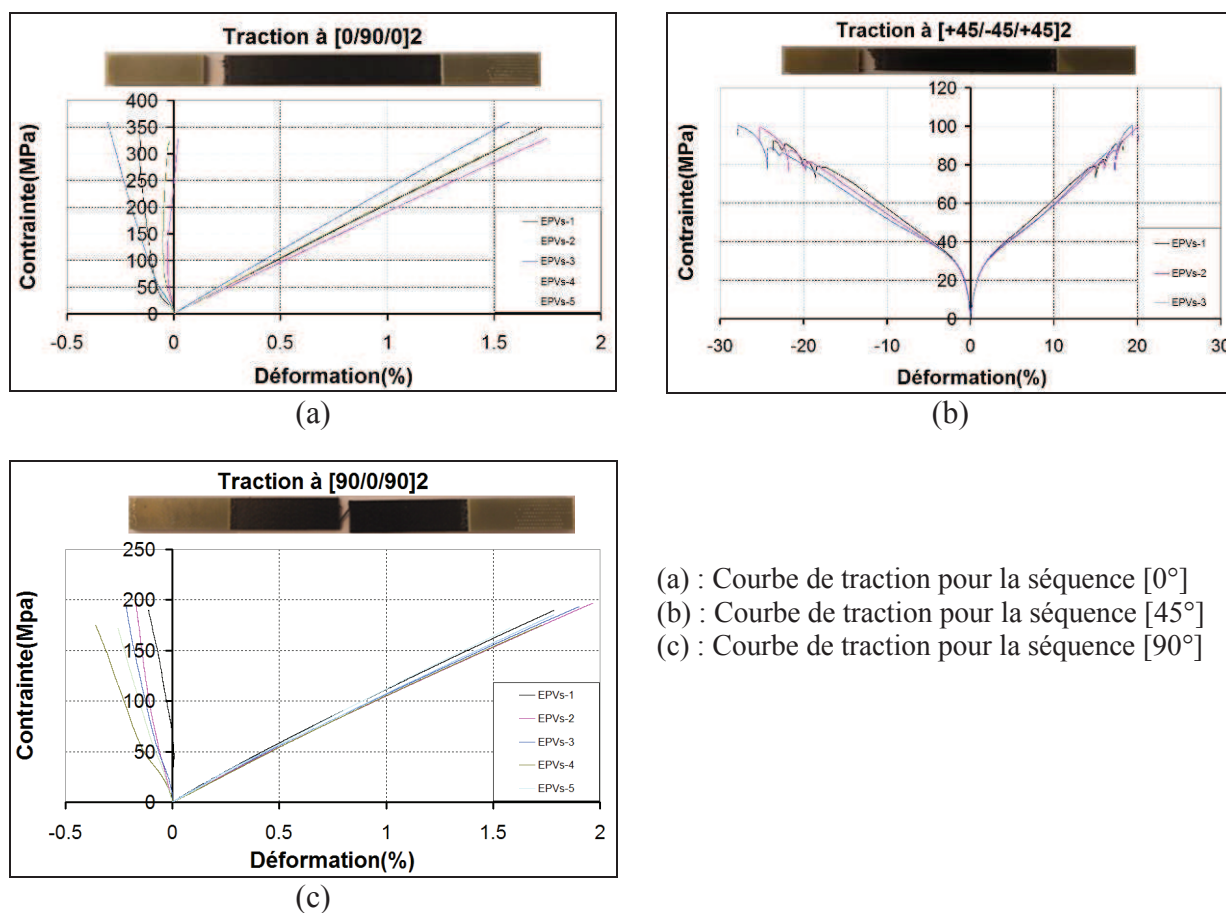 Traction à [0/90/0]2
Contrainte(MPa)
400
350
300
250
200
150
100
50
0
-0.5 0 0.5 1 1.5 2
Déformation(%)
EPVs-1
EPVs-2
EPVs-3
EPVs-4
EPVs-5
(a)
Traction à [+45/-45/+45]2
Contrainte(MPa)
120
100
80
60
40
20
0
-30 -20 -10 0 10 20 30
Déformation(%)
EPVs-1
EPVs-2
EPVs-3
(b)
Traction à [90/0/90]2
Contrainte(Mpa)
250
200
150
100
50
0
-0.5 0 0.5 1 1.5 2
Déformation(%)
EPVs-1
EPVs-2
EPVs-3
EPVs-4
EPVs-5
(c)
(a) : Courbe de traction pour la séquence [0°]
(b) : Courbe de traction pour la séquence [45°]
(c) : Courbe de traction pour la séquence [90°]